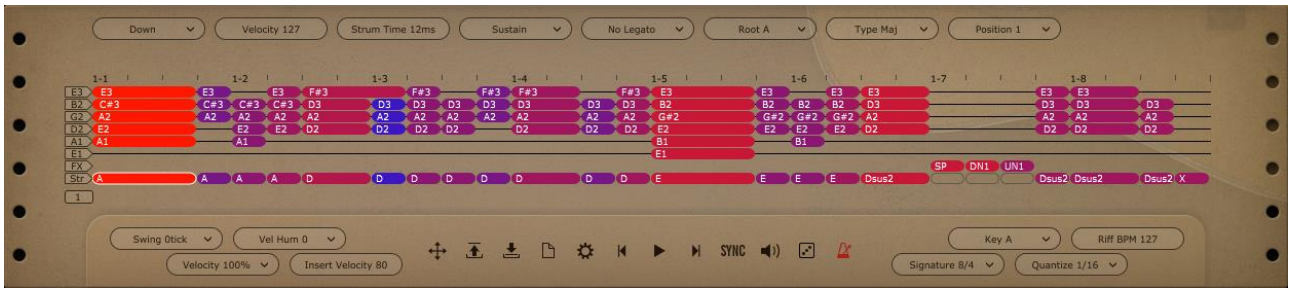 Down Velocity 127 Strum Time 12ms Sustain No Legato Root A Type Maj Position 1
1-1 1-2 1-3 1-4 1-5 1-6 1-7 1-8
E3 E3 E3 E3 F#3 F#3 F#3 F#3 F#3 E3 E3 E3 E3 E3 E3
B2 C#3 C#3 C#3 C#3 D3 D3 D3 D3 D3 D3 D3 D3 B2 B2 B2 B2 D3 D3 D3 D3
G2 A2 A2 A2 A2 A2 A2 A2 A2 A2 A2 A2 A2 G#2 G#2 G#2 G#2 A2 A2 A2 A2
D2 E2 E2 E2 D2 D2 D2 D2 D2 D2 D2 E2 E2 E2 E2 D2 D2 D2 D2
A1 A1 A1 B1 B1
E1 E1
FX SP DN1 UN1
Str A A A A D D D D D D D D E E E E Dsus2 Dsus2 Dsus2 Dsus2 X
1
Swing 0tick Vel Hum 0 SYNC Key A Riff BPM 127
Velocity 100% Insert Velocity 80 Signature 8/4 Quantize 1/16